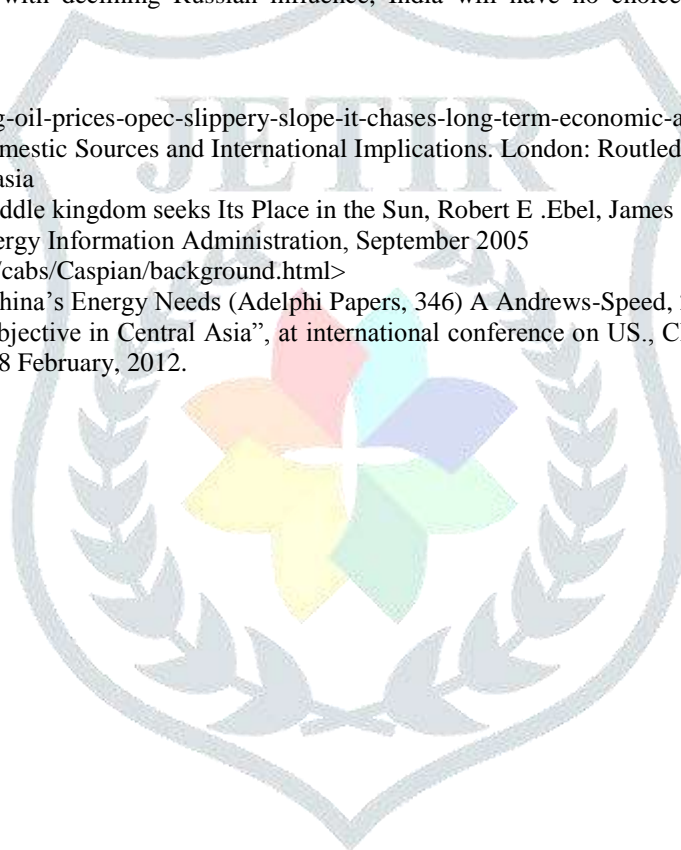 with declining Russian influence, India will have no choice
g-oil-prices-opec-slippery-slope-it-chases-long-term-economic-a
JETIR
mestic Sources and International Implications. London: Routled
asia
ddle kingdom seeks Its Place in the Sun, Robert E .Ebel, James
ergy Information Administration, September 2005
/cabs/Caspian/background.html>
hina’s Energy Needs (Adelphi Papers, 346) A Andrews-Speed,
bjective in Central Asia”, at international conference on US., C
8 February, 2012.